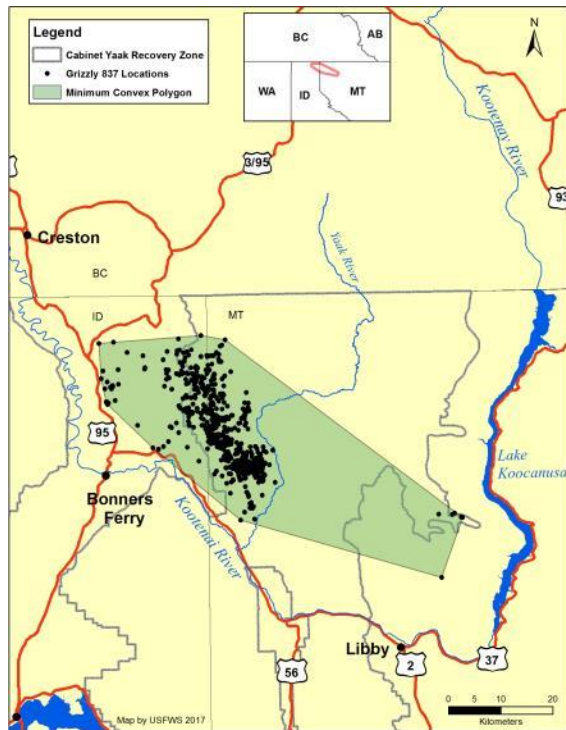 Legend
Cabinet Yaak Recovery Zone
Grizzly 837 Locations
Minimum Convex Polygon
BC
AB
WA
ID
MT
N
Kootenay River
3/95
93
Creston
BC
Yaak River
ID
MT
95
Lake
Koocanusa
Bonners
Ferry
Kootenai River
Libby
56
2
37
0 5 10 20
Kilometers
Map by USFWS 2017